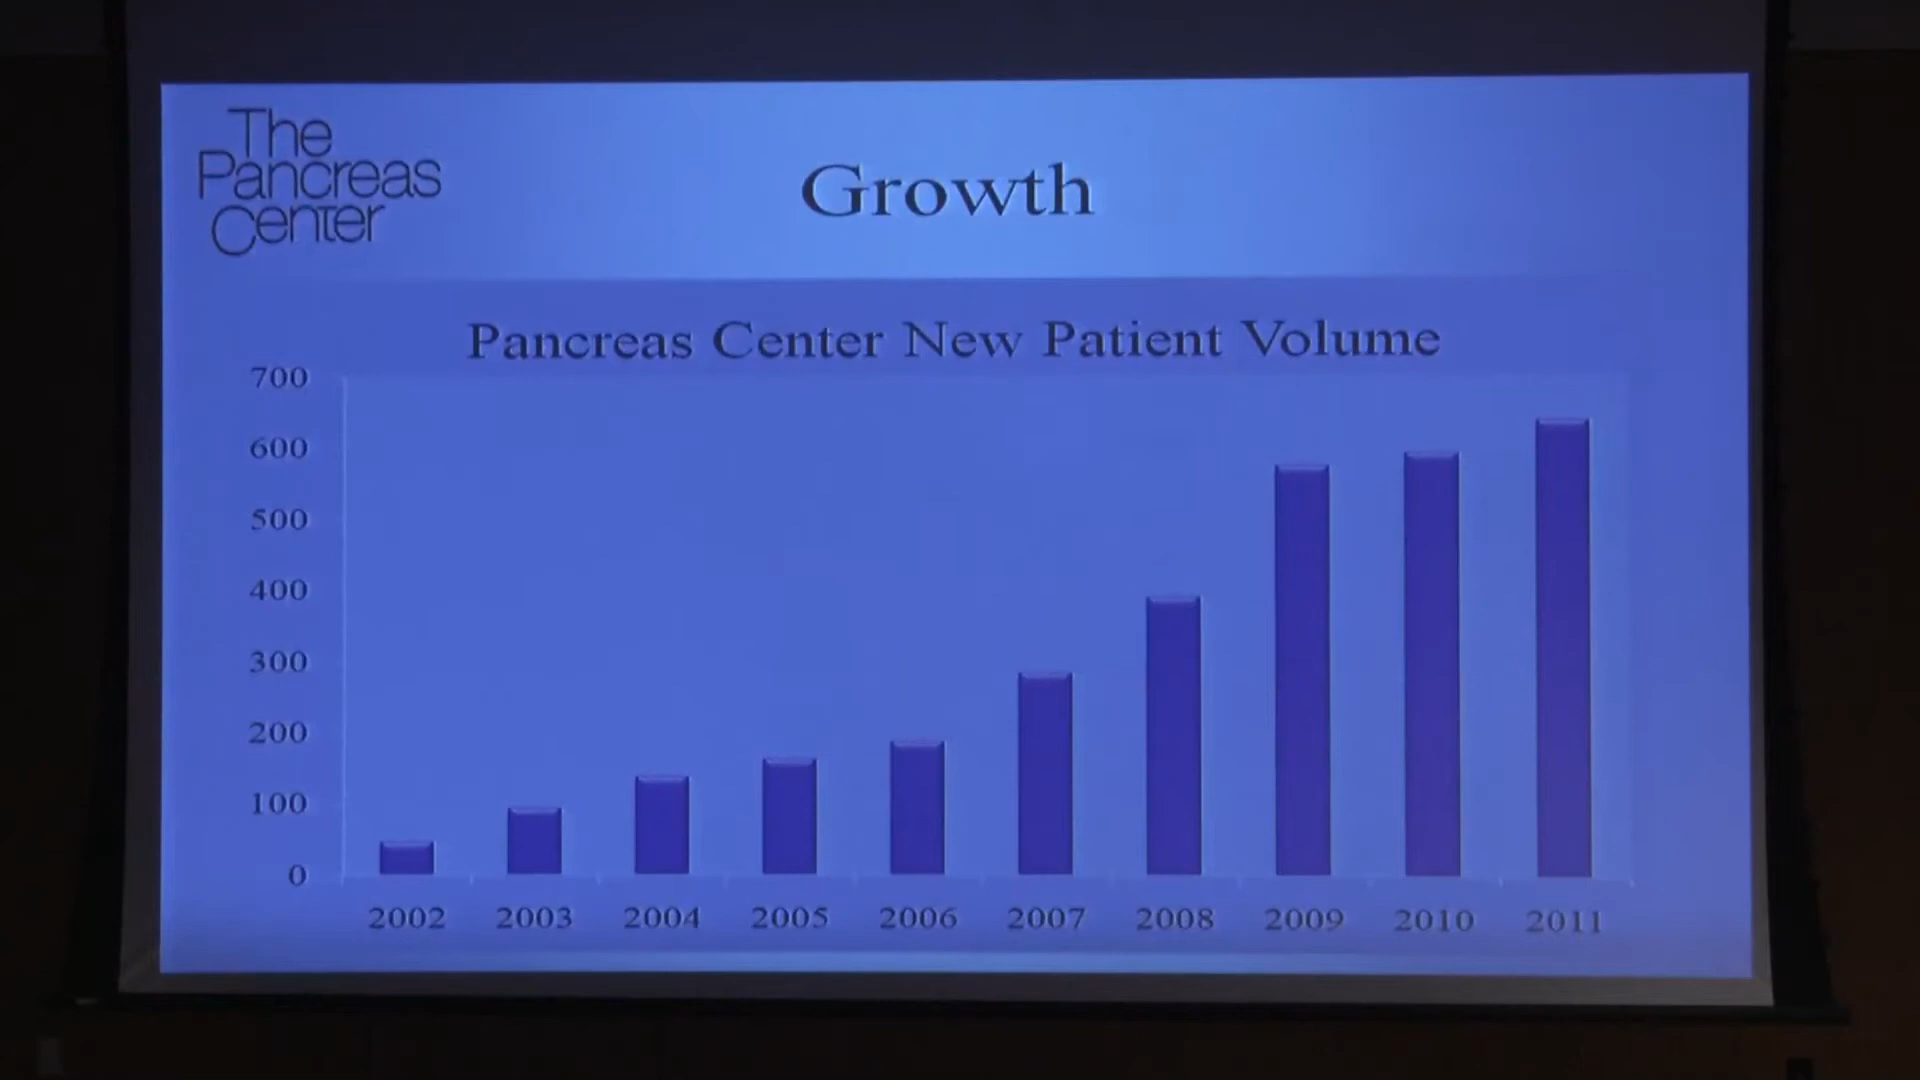 The
Pancreas
Center
Growth
Pancreas Center New Patient Volume
700
600
500
400
300
200
100
0
2002 2003 2004 2005 2006 2007 2008 2009 2010 2011